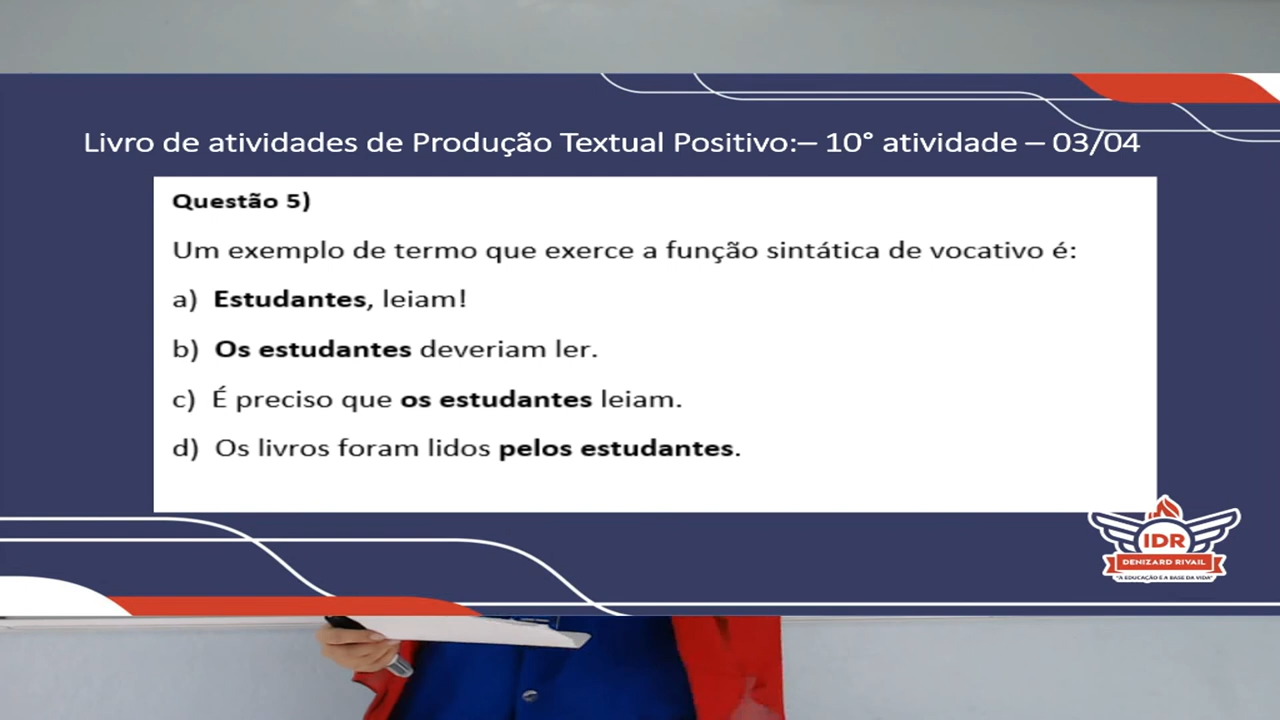 Livro de atividades de Produção Textual Positivo:– 10° atividade – 03/04
Questão 5)
Um exemplo de termo que exerce a função sintática de vocativo é:
a) Estudantes, leiam!
b) Os estudantes deveriam ler.
c) É preciso que os estudantes leiam.
d) Os livros foram lidos pelos estudantes.
IDR
DENIZARD RIVAIL
"A EDUCAÇÃO É A BASE DA VIDA"